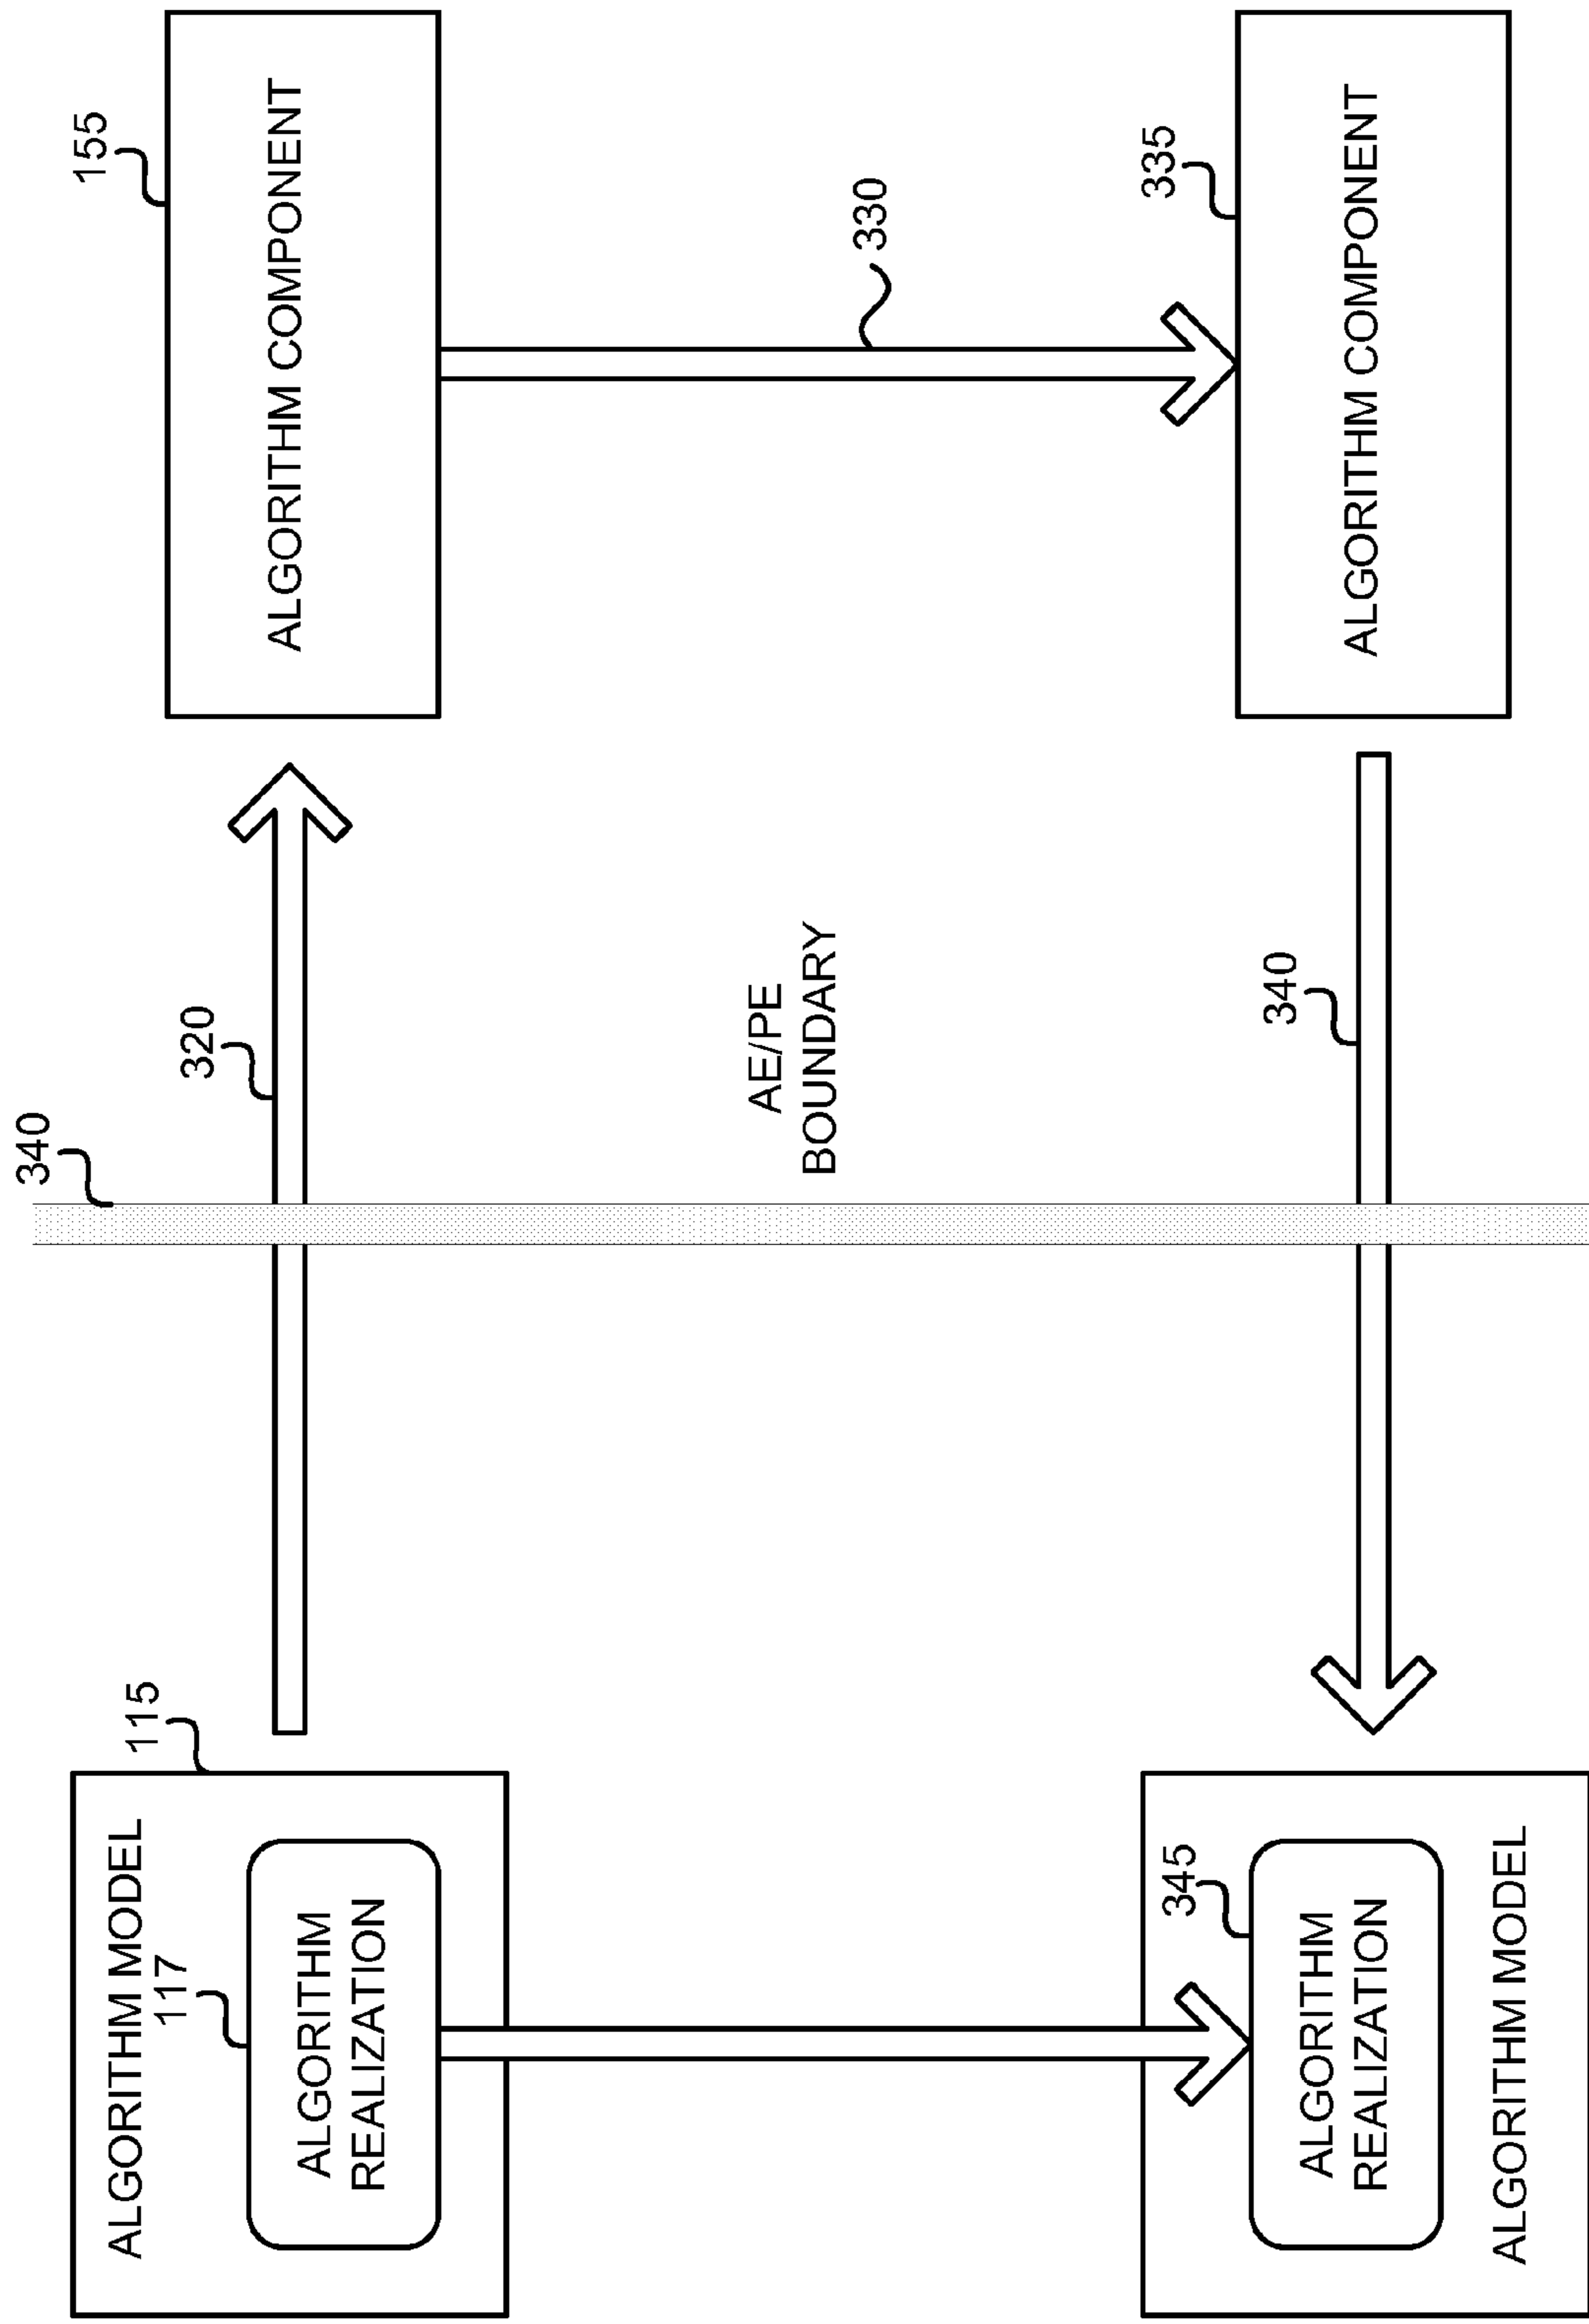 340
155
ALGORITHM MODEL
115
117
320
ALGORITHM
REALIZATION
ALGORITHM COMPONENT
AE/PE
BOUNDARY
330
345
335
340
ALGORITHM
REALIZATION
ALGORITHM COMPONENT
ALGORITHM MODEL